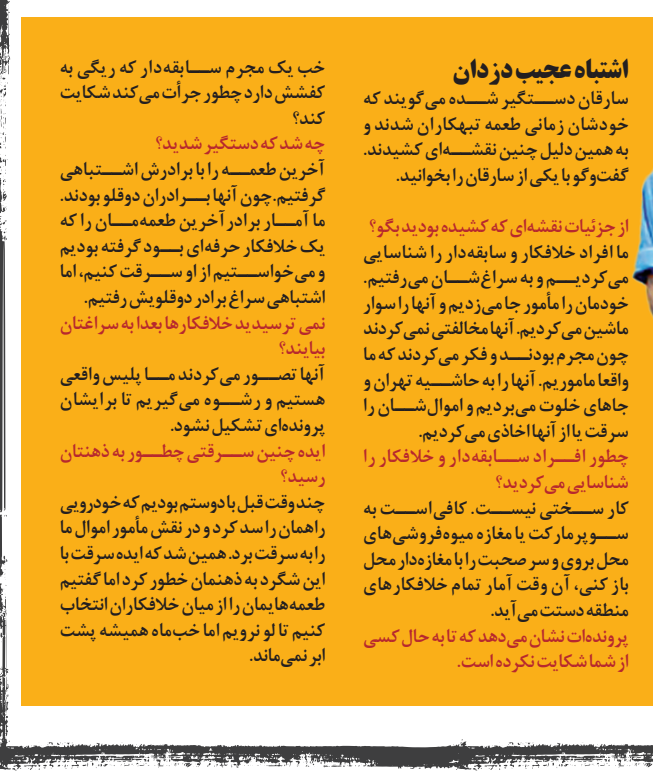 اشتباه عجیب دزدان
سارقان دستگیر شده می‌گویند که
خودشان زمانی طعمه تبهکاران شدند و
به همین دلیل چنین نقشه‌ای کشیدند.
گفت‌وگو با یکی از سارقان را بخوانید.
از جزئیات نقشه‌ای که کشیده بودید بگو؟
ما افراد خلافکار و سابقه‌دار را شناسایی
می‌کردیم و به سراغ‌شان می‌رفتیم.
خودمان را مأمور جا می‌زدیم و آنها را سوار
ماشین می‌کردیم. آنها مخالفتی نمی‌کردند
چون مجرم بودند و فکر می‌کردند که ما
واقعا ماموریم. آنها را به حاشیه تهران و
جاهای خلوت می‌بردیم و اموال‌شان را
سرقت یا از آنها اخاذی می‌کردیم.
چطور افراد سابقه‌دار و خلافکار را
شناسایی می‌کردید؟
کار سختی نیست. کافی است به
سوپرمارکت یا مغازه میوه‌فروشی‌های
محل بروی و سر صحبت را با مغازه‌دار محل
باز کنی، آن وقت آمار تمام خلافکارهای
منطقه دستت می‌آید.
پرونده‌ات نشان می‌دهد که تا به حال کسی
از شما شکایت نکرده است.
خب یک مجرم سابقه‌دار که ریگی به
کفشش دارد چطور جرأت می‌کند شکایت
کند؟
چه شد که دستگیر شدید؟
آخرین طعمه را با برادرش اشتباهی
گرفتیم.چون آنها برادران دوقلو بودند.
ما آمار برادر آخرین طعمه‌مان را که
یک خلافکار حرفه‌ای بود گرفته بودیم
و می‌خواستیم از او سرقت کنیم، اما
اشتباهی سراغ برادر دوقلویش رفتیم.
نمی ترسیدید خلافکارها بعدا به سراغتان
بیایند؟
آنها تصور می‌کردند ما پلیس واقعی
هستیم و رشوه می‌گیریم تا برایشان
پرونده‌ای تشکیل نشود.
ایده چنین سرقتی چطور به ذهنتان
رسید؟
چندوقت قبل با دوستم بودیم که خودرویی
راهمان را سد کرد و در نقش مأمور اموال ما
را به سرقت برد. همین شد که ایده سرقت با
این شگرد به ذهنمان خطور کرد اما گفتیم
طعمه‌هایمان را از میان خلافکاران انتخاب
کنیم تا لو نرویم اما خب ماه همیشه پشت
ابر نمی‌ماند.